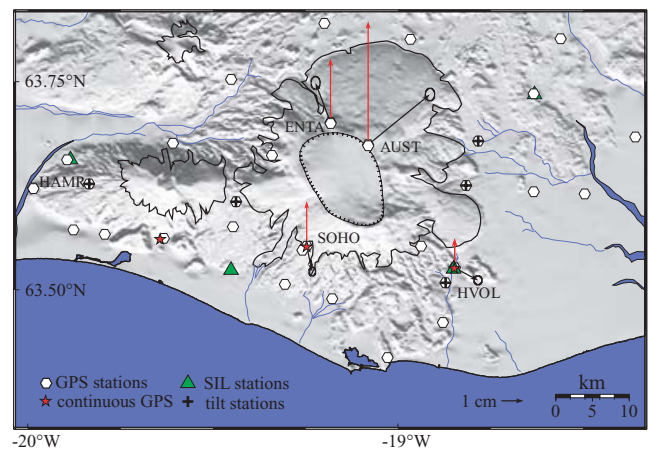 63.75°N
ENTA
AUST
HAMR
SOHO
63.50°N
HVOL
GPS stations
SIL stations
continuous GPS
tilt stations
1 cm
km
0 5 10
-20°W
-19°W